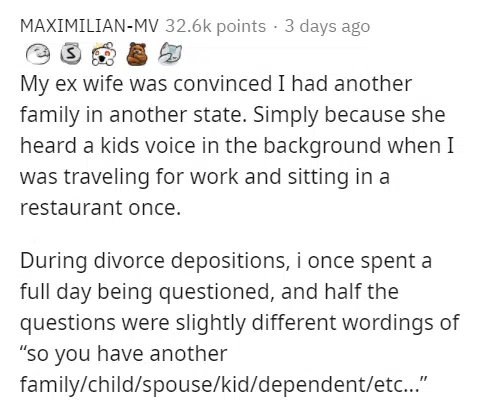 MAXIMILIAN-MV 32.6k points · 3 days ago
S
My ex wife was convinced I had another
family in another state. Simply because she
heard a kids voice in the background when I
was traveling for work and sitting in a
restaurant once.
During divorce depositions, i once spent a
full day being questioned, and half the
questions were slightly different wordings of
“so you have another
family/child/spouse/kid/dependent/etc...”